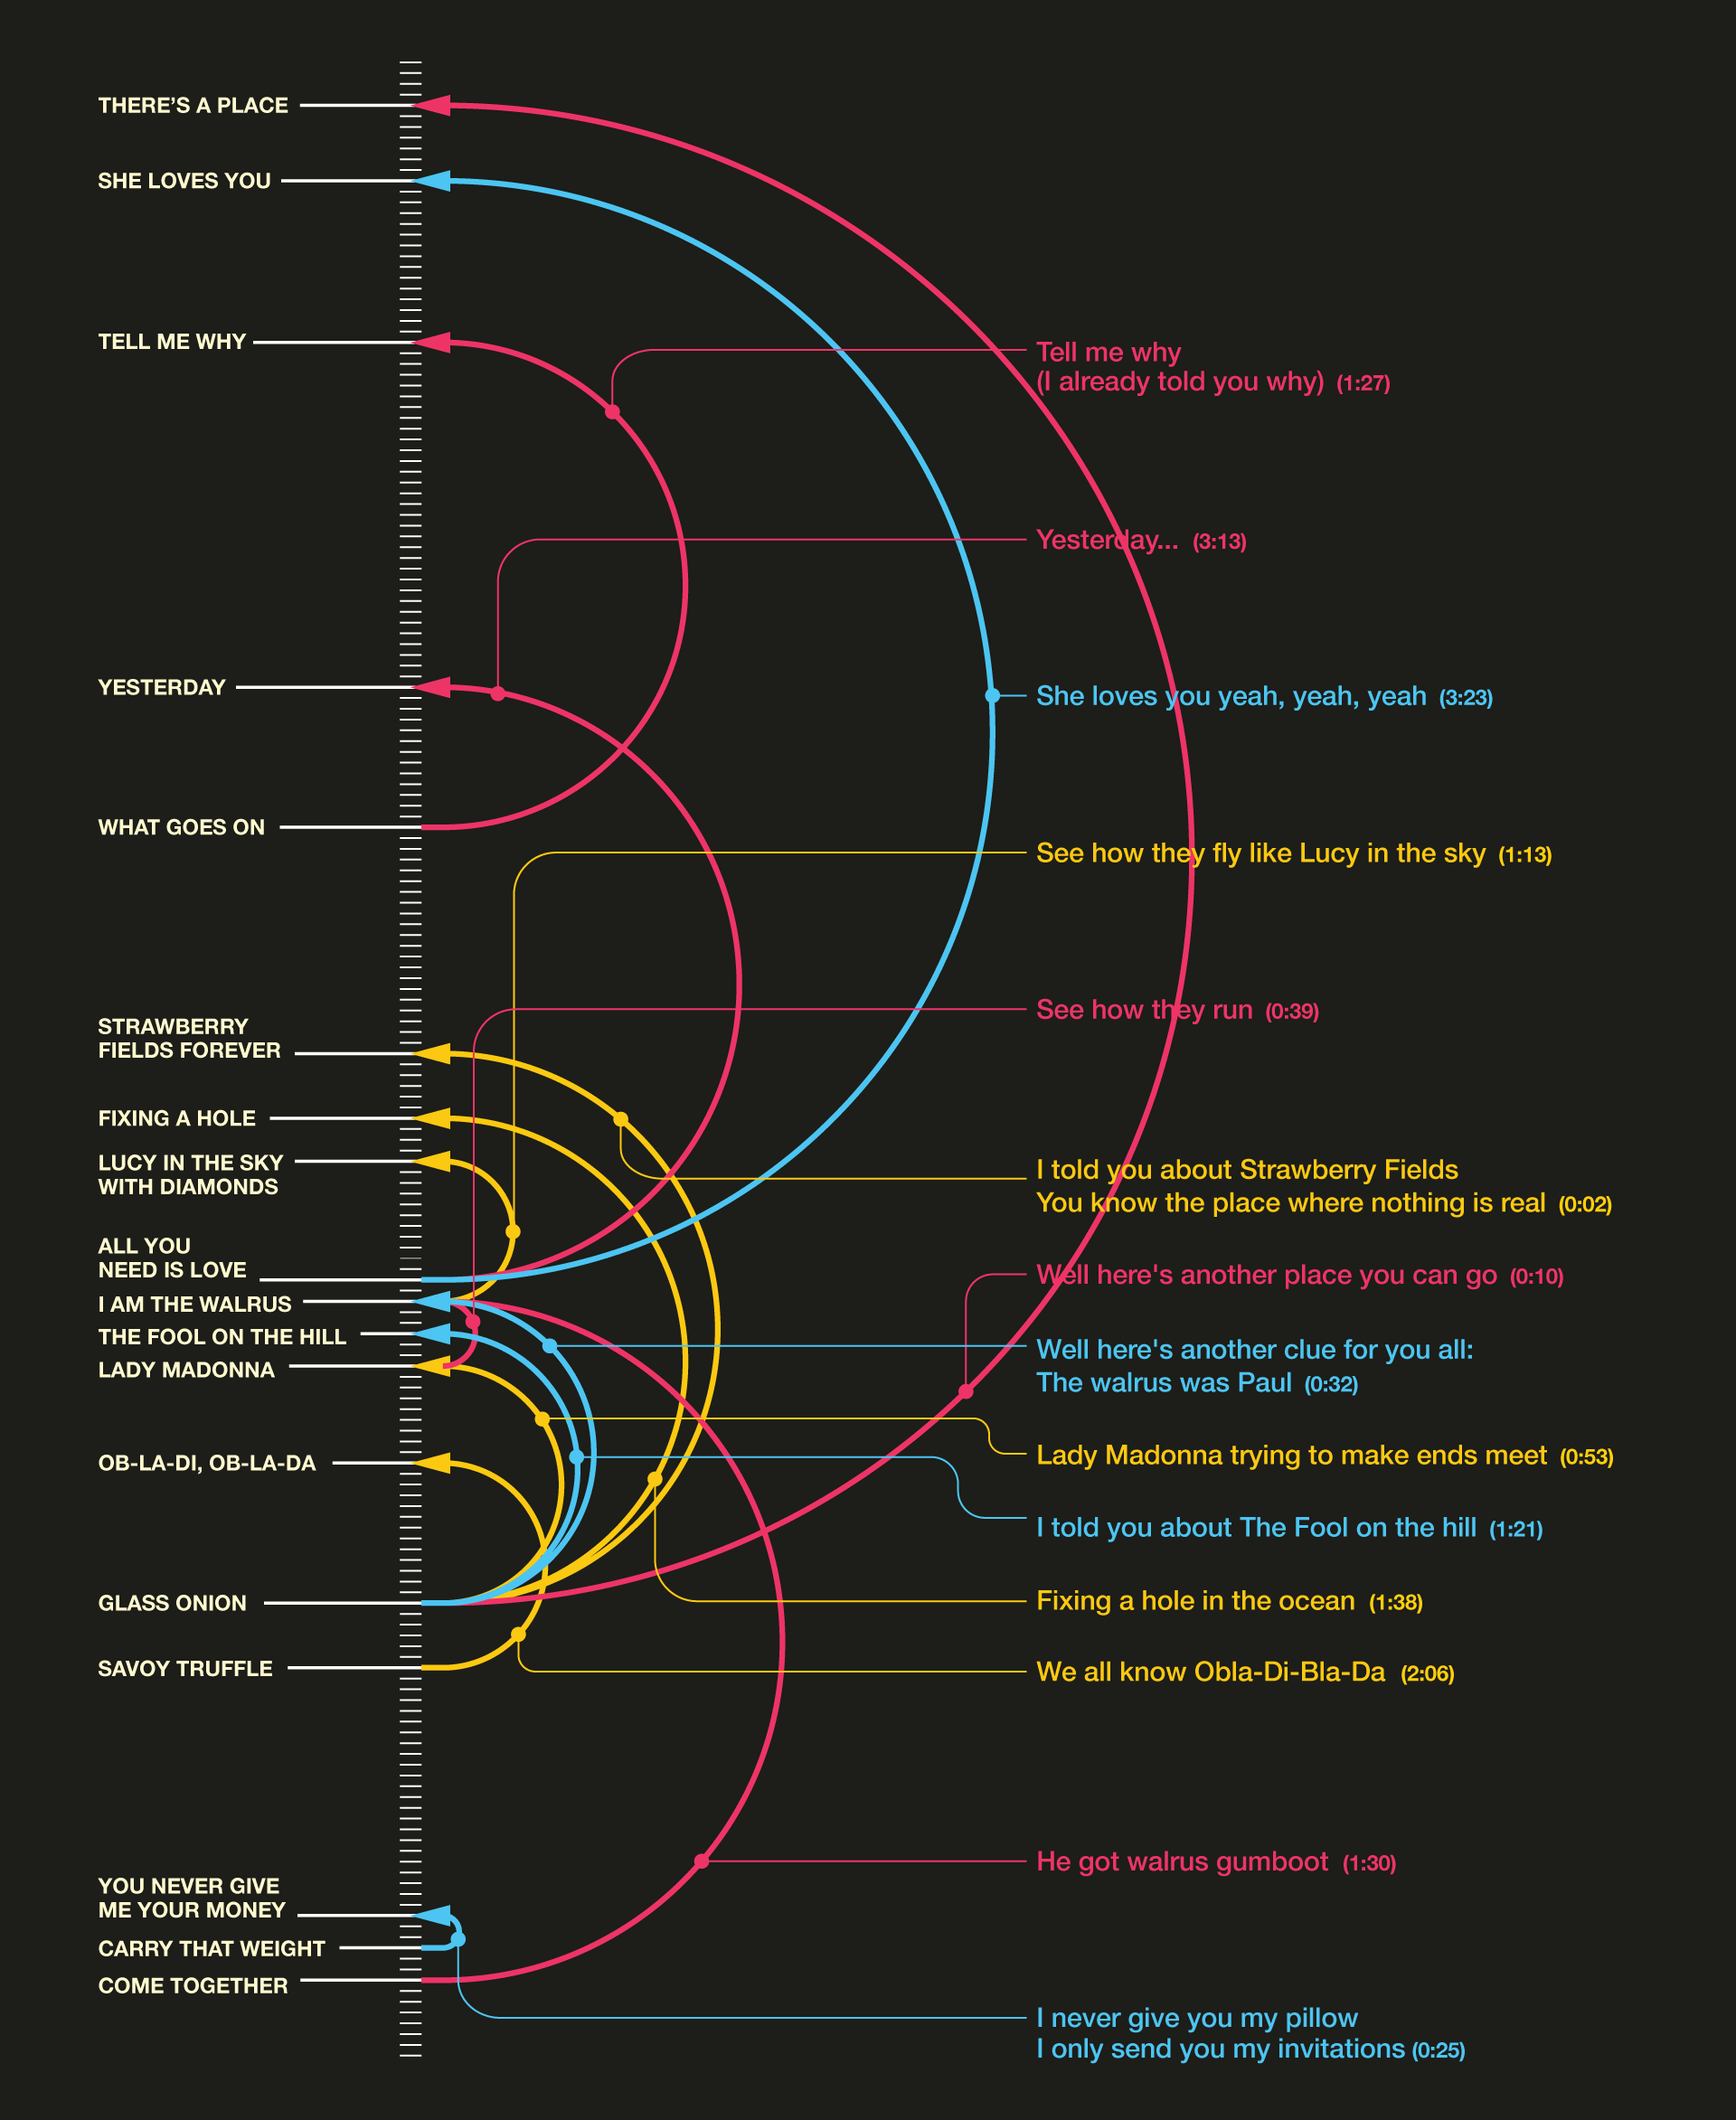 THERE’S A PLACE
SHE LOVES YOU
TELL ME WHY
YESTERDAY
WHAT GOES ON
STRAWBERRY
FIELDS FOREVER
FIXING A HOLE
LUCY IN THE SKY
WITH DIAMONDS
ALL YOU
NEED IS LOVE
I AM THE WALRUS
THE FOOL ON THE HILL
LADY MADONNA
OB-LA-DI, OB-LA-DA
GLASS ONION
SAVOY TRUFFLE
YOU NEVER GIVE
ME YOUR MONEY
CARRY THAT WEIGHT
COME TOGETHER
Tell me why
(I already told you why) (1:27)
Yesterday... (3:13)
She loves you yeah, yeah, yeah (3:23)
See how they fly like Lucy in the sky (1:13)
See how they run (0:39)
I told you about Strawberry Fields
You know the place where nothing is real (0:02)
Well here's another place you can go (0:10)
Well here's another clue for you all:
The walrus was Paul (0:32)
Lady Madonna trying to make ends meet (0:53)
I told you about The Fool on the hill (1:21)
Fixing a hole in the ocean (1:38)
We all know Obla-Di-Bla-Da (2:06)
He got walrus gumboot (1:30)
I never give you my pillow
I only send you my invitations (0:25)